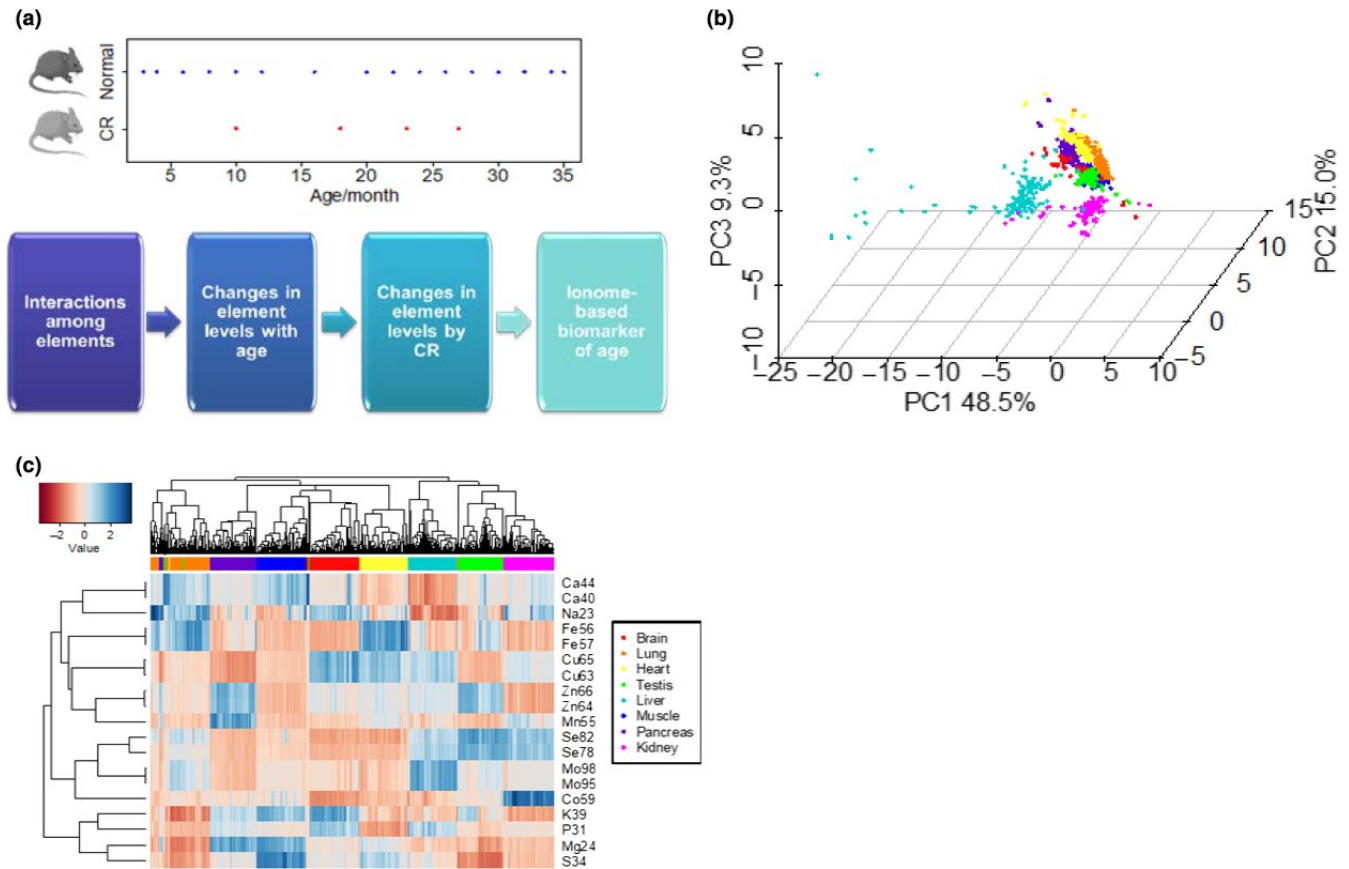 (a)
Normal
CR
5 10 15 20 25 30 35
Age/month
Interactions
among
elements
Changes in
element
levels with
age
Changes in
element
levels by
CR
Ionome-
based
biomarker
of age
(b)
10
5
0
−5
−10
PC3 9.3%
−25 −20 −15 −10 −5 0 5 10
PC1 48.5%
15
10
5
0
−5
PC2 15.0%
(c)
−2 0 2
Value
Ca44
Ca40
Na23
Fe56
Fe57
Cu65
Cu63
Zn66
Zn64
Mn55
Se82
Se78
Mo98
Mo95
Co59
K39
P31
Mg24
S34
Brain
Lung
Heart
Testis
Liver
Muscle
Pancreas
Kidney